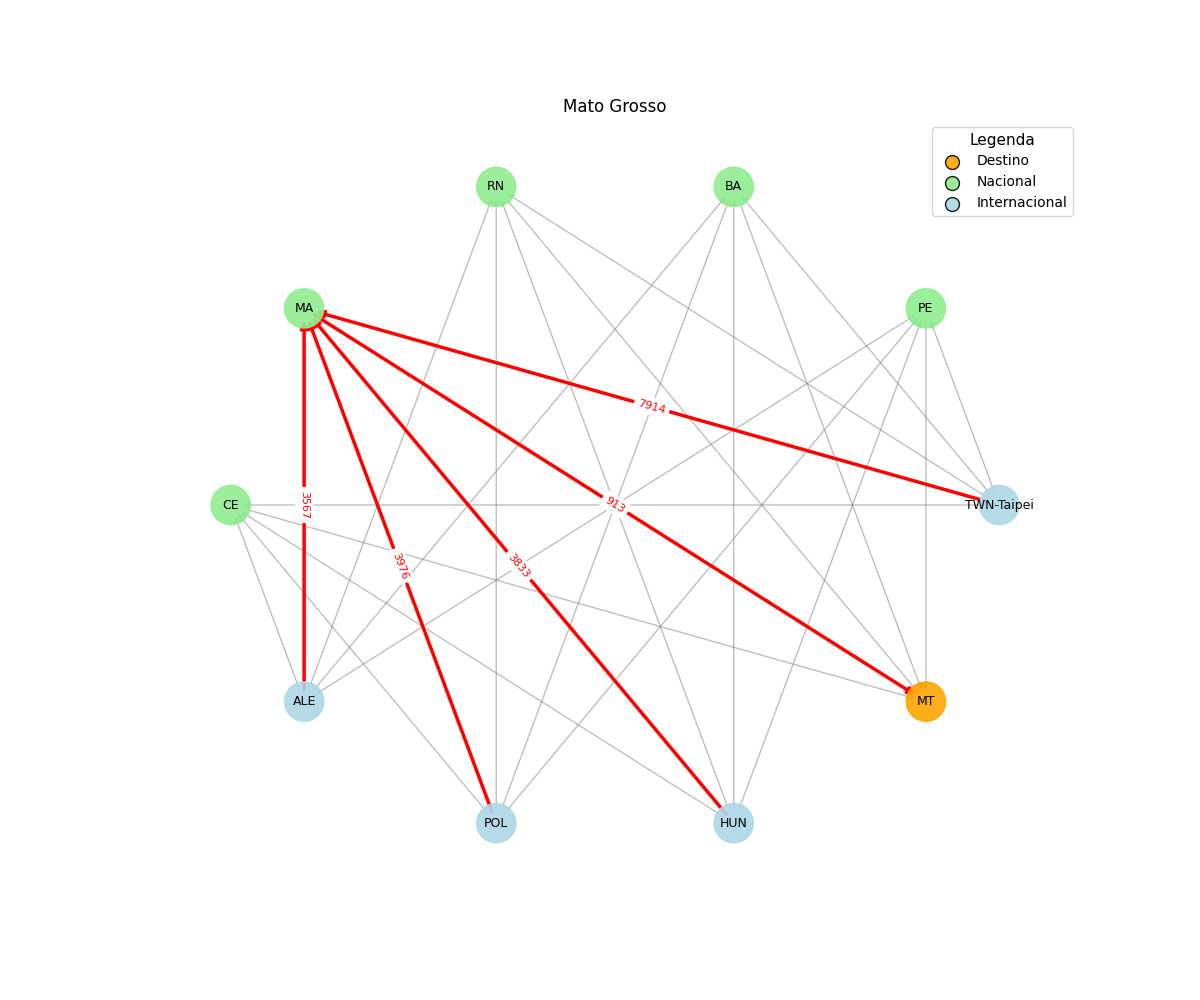 Mato Grosso
Legenda
Destino
Nacional
Internacional
RN
BA
MA
PE
7914
CE
3567
913
TWN-Taipei
3976
3833
ALE
MT
POL
HUN